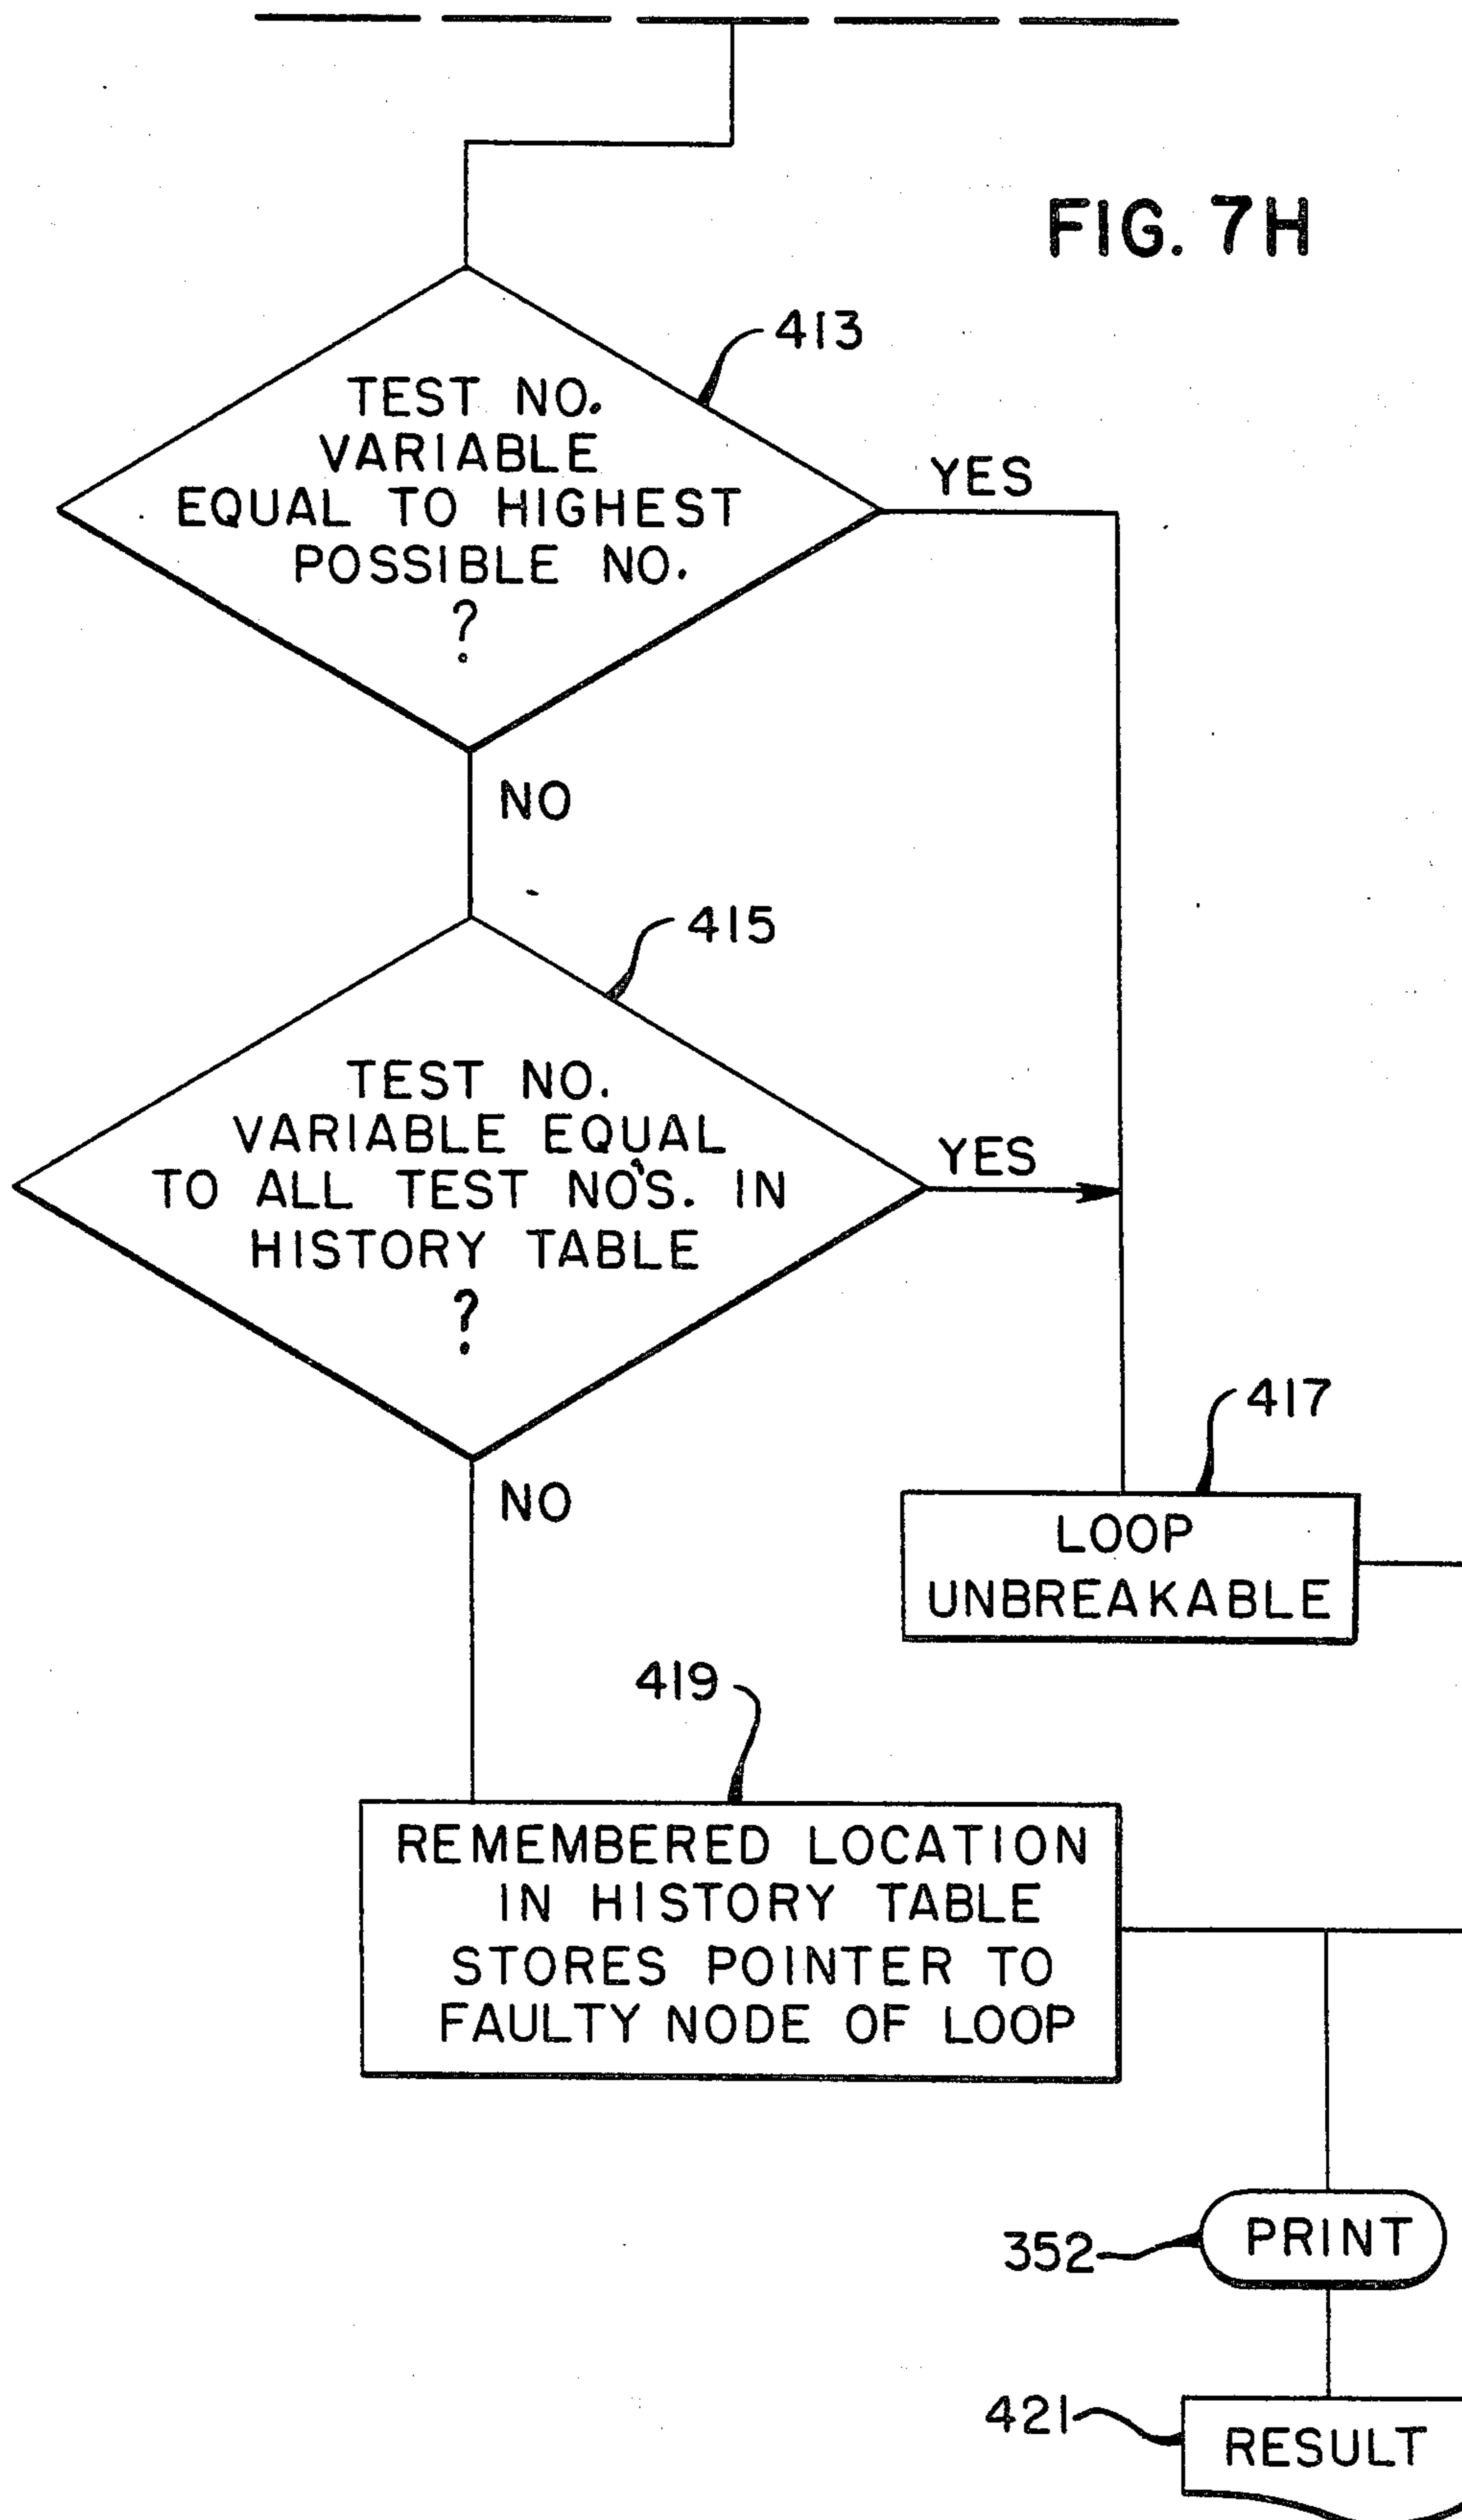 FIG. 7H
413
TEST NO.
VARIABLE
EQUAL TO HIGHEST
POSSIBLE NO.
?
YES
NO
415
TEST NO.
VARIABLE EQUAL
TO ALL TEST NO'S. IN
HISTORY TABLE
?
YES
NO
417
LOOP
UNBREAKABLE
419
REMEMBERED LOCATION
IN HISTORY TABLE
STORES POINTER TO
FAULTY NODE OF LOOP
352
PRINT
421
RESULT